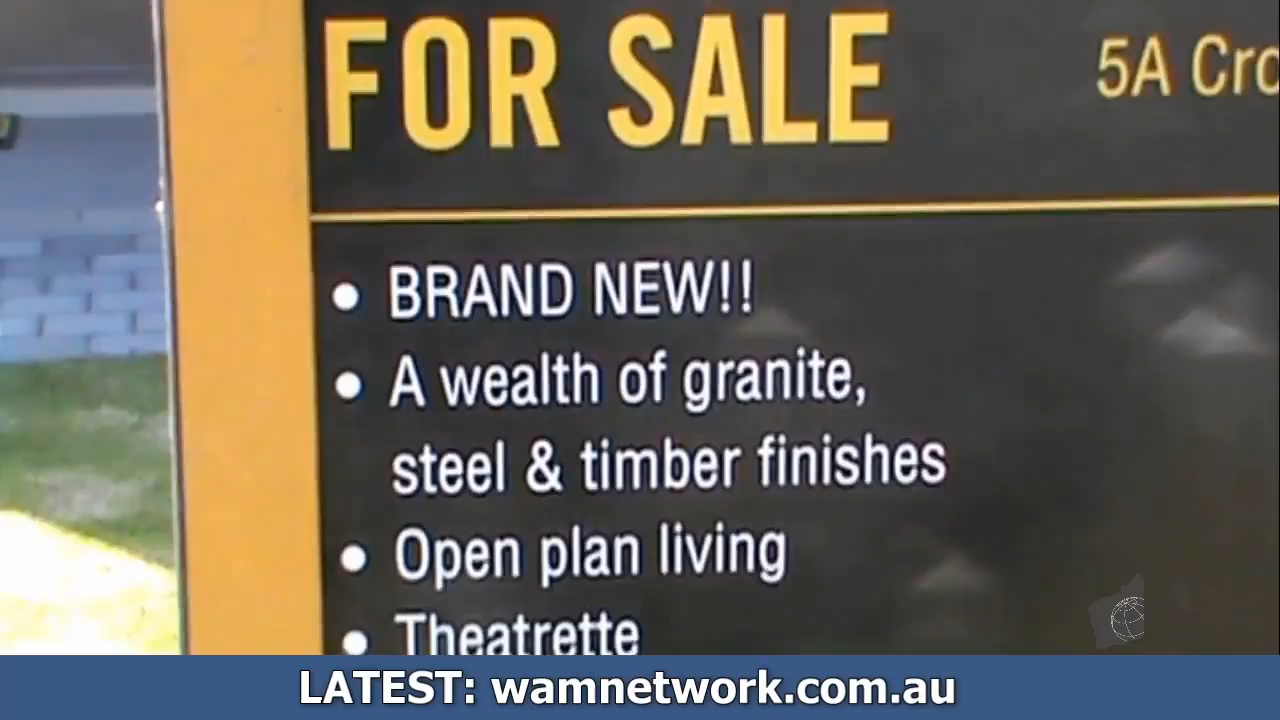 FOR SALE
5A Cro
• BRAND NEW!!
• A wealth of granite,
steel & timber finishes
• Open plan living
• Theatrette
LATEST: wamnetwork.com.au